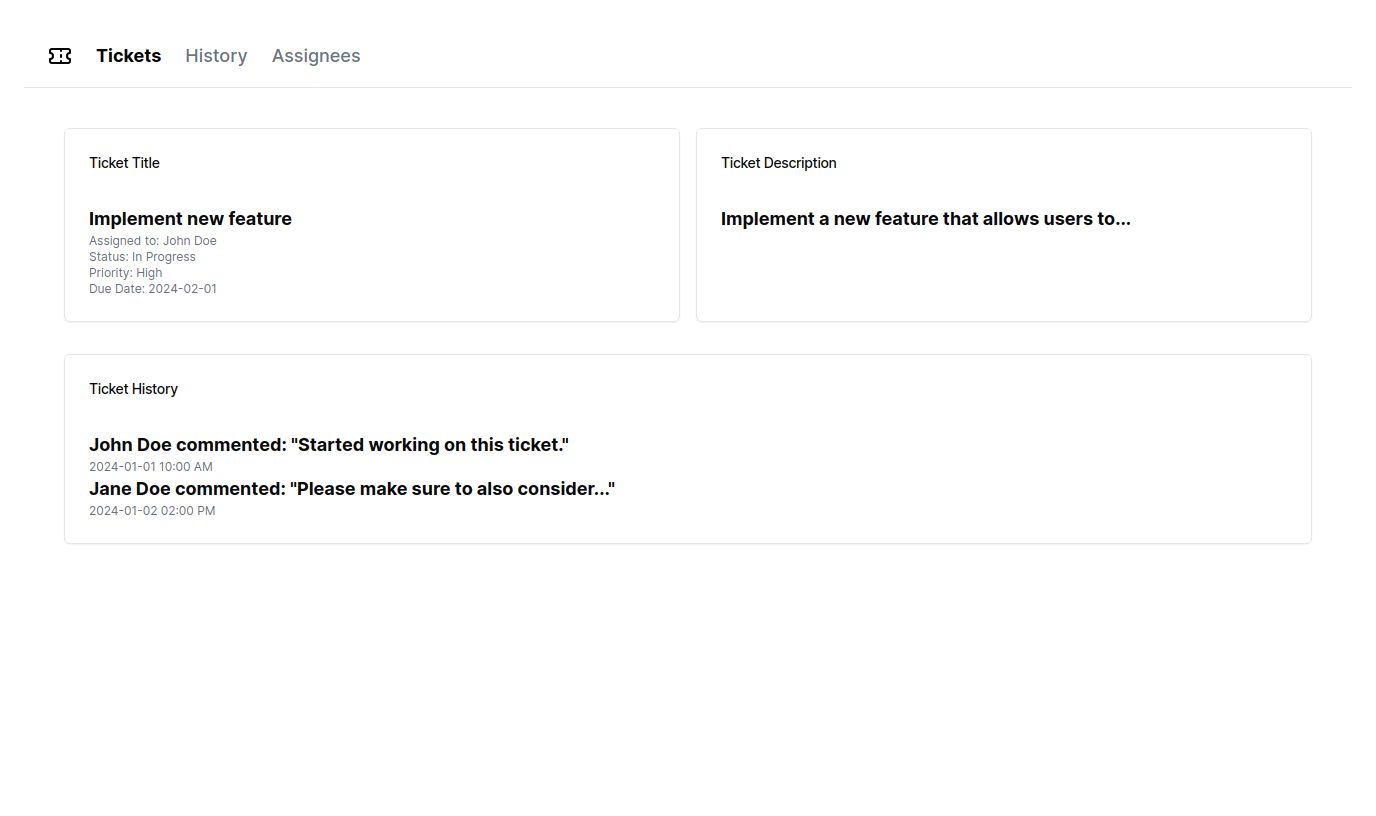 Tickets History Assignees
Ticket Title
Implement new feature
Assigned to: John Doe
Status: In Progress
Priority: High
Due Date: 2024-02-01
Ticket Description
Implement a new feature that allows users to...
Ticket History
John Doe commented: "Started working on this ticket."
2024-01-01 10:00 AM
Jane Doe commented: "Please make sure to also consider..."
2024-01-02 02:00 PM